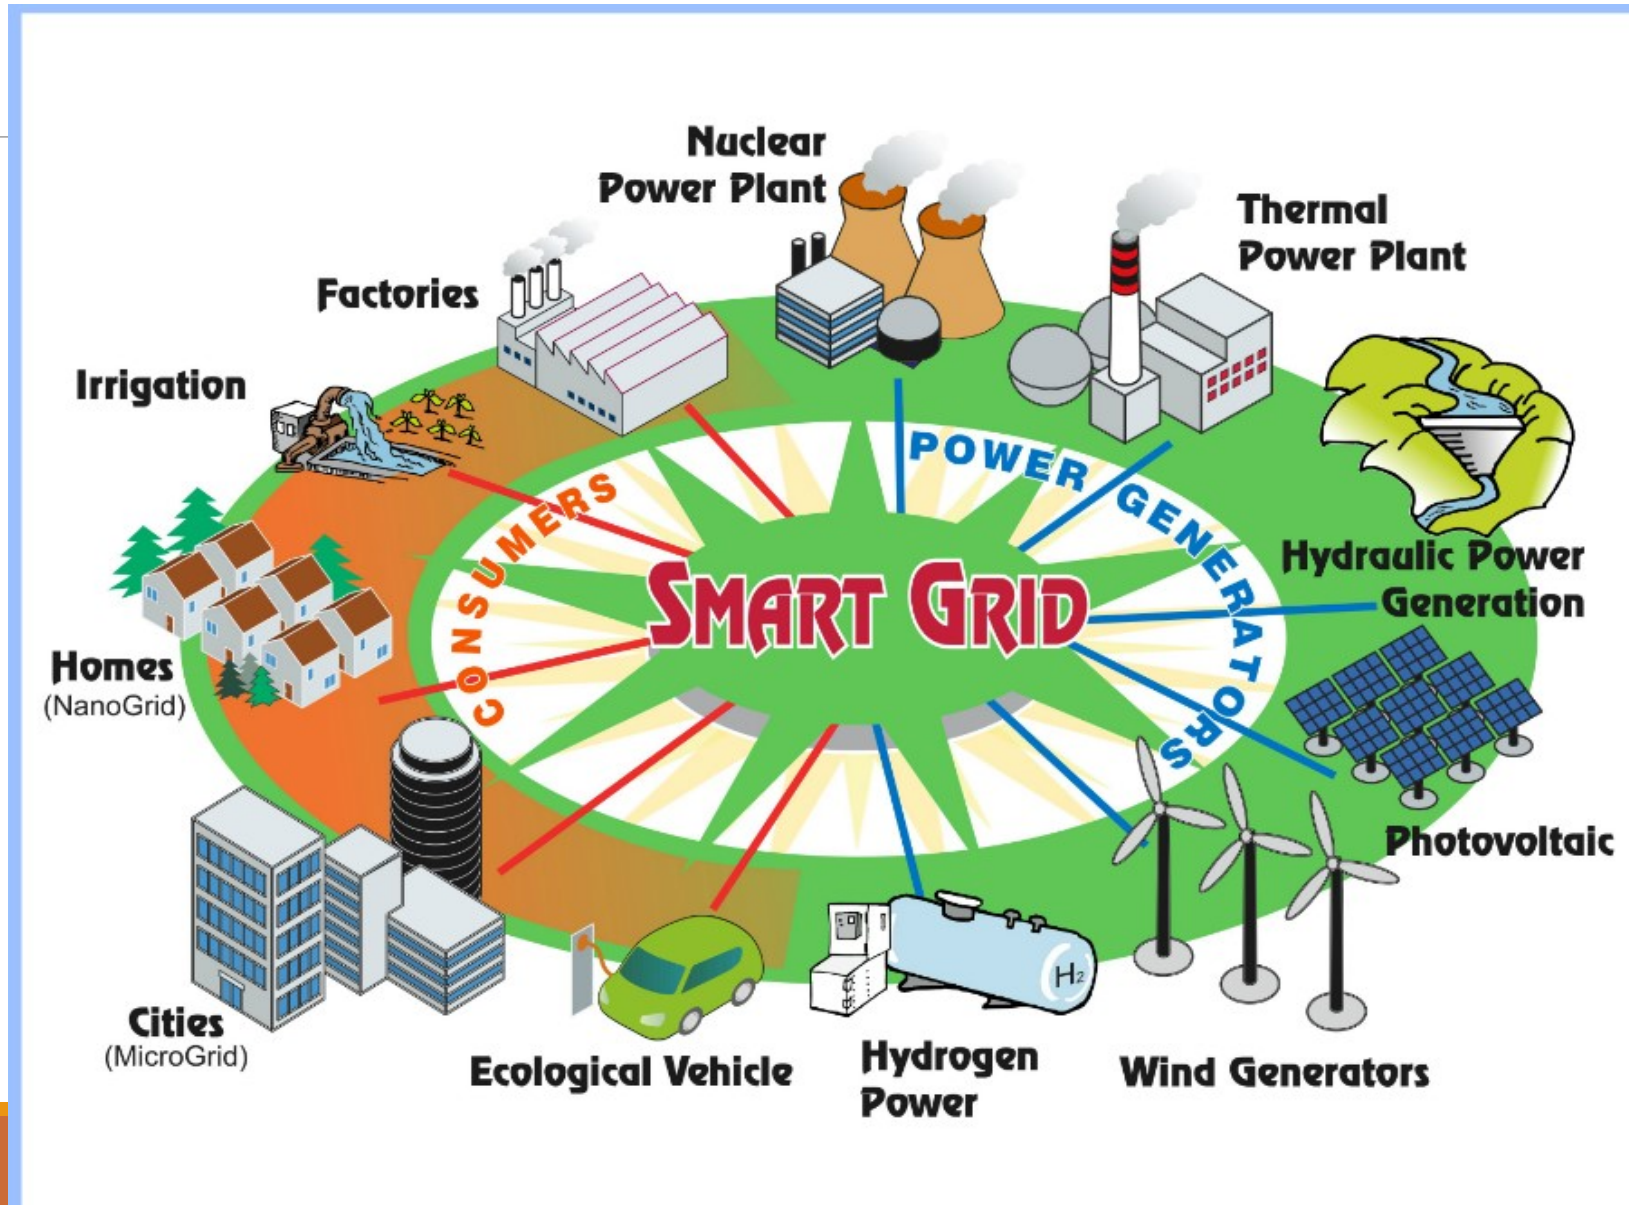 Nuclear
Power Plant
Thermal
Power Plant
Factories
Irrigation
POWER GENERATORS
CONSUMERS
Hydraulic Power
Generation
SMART GRID
Homes
(NanoGrid)
Photovoltaic
H2
Cities
(MicroGrid)
Ecological Vehicle
Hydrogen
Power
Wind Generators